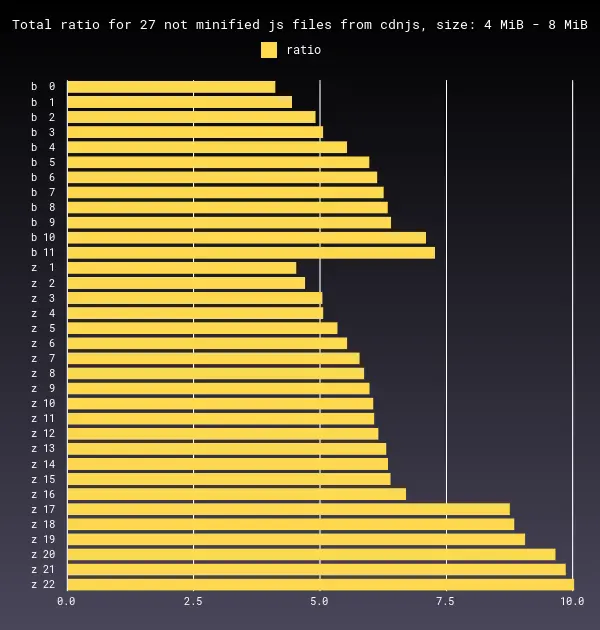 Total ratio for 27 not minified js files from cdnjs, size: 4 MiB - 8 MiB
ratio
b 0
b 1
b 2
b 3
b 4
b 5
b 6
b 7
b 8
b 9
b 10
b 11
z 1
z 2
z 3
z 4
z 5
z 6
z 7
z 8
z 9
z 10
z 11
z 12
z 13
z 14
z 15
z 16
z 17
z 18
z 19
z 20
z 21
z 22
0.0 2.5 5.0 7.5 10.0